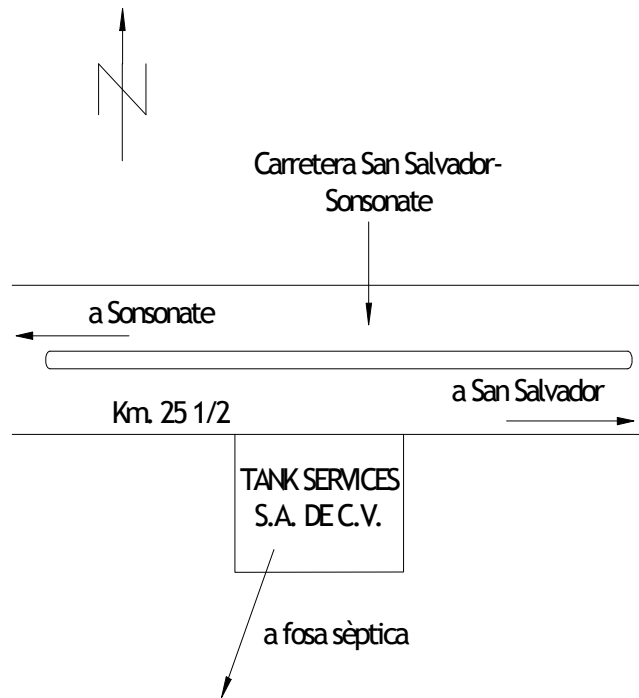 N
Carretera San Salvador-
Sonsonate
a Sonsonate
a San Salvador
Km. 25 1/2
TANK SERVICES
S.A. DE C.V.
a fosa sèptica